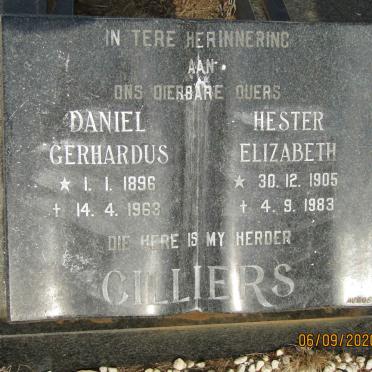 IN TERE HERINNERING
AAN
ONS DIERBARE OUERS
DANIEL
GERHARDUS
★ 1. 1. 1896
✝ 14. 4. 1963
HESTER
ELIZABETH
★ 30. 12. 1905
✝ 4. 9. 1983
DIE HERE IS MY HERDER
CILLIERS
06/09/2020